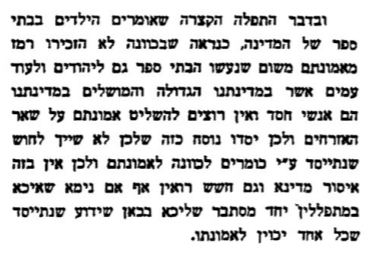 ובדבר התפלה הקצרה שאומרים הילדים בבתי
ספר של המדינה, כנראה שבכוונה לא הזכירו רמז
מאמונתם משום שנעשו הבתי ספר גם ליהודים ולעוד
עמים אשר במדינתנו הגדולה והמושלים במדינתנו
הם אנשי חסד ואין רוצים להשליט אמונתם על שאר
האזרחים ולכן יסדו נוסח כזה שלכן לא שייך לחוש
שנתייסד ע״י כומרים לכוונה לאמונתם ולכן אין בזה
איסור מדינא וגם חשש רואין אף אם נימא שאיכא
במתפללין יחד מסתבר שליכא בכאן שידוע שנתייסד
שכל אחד יכוין לאמונתו.